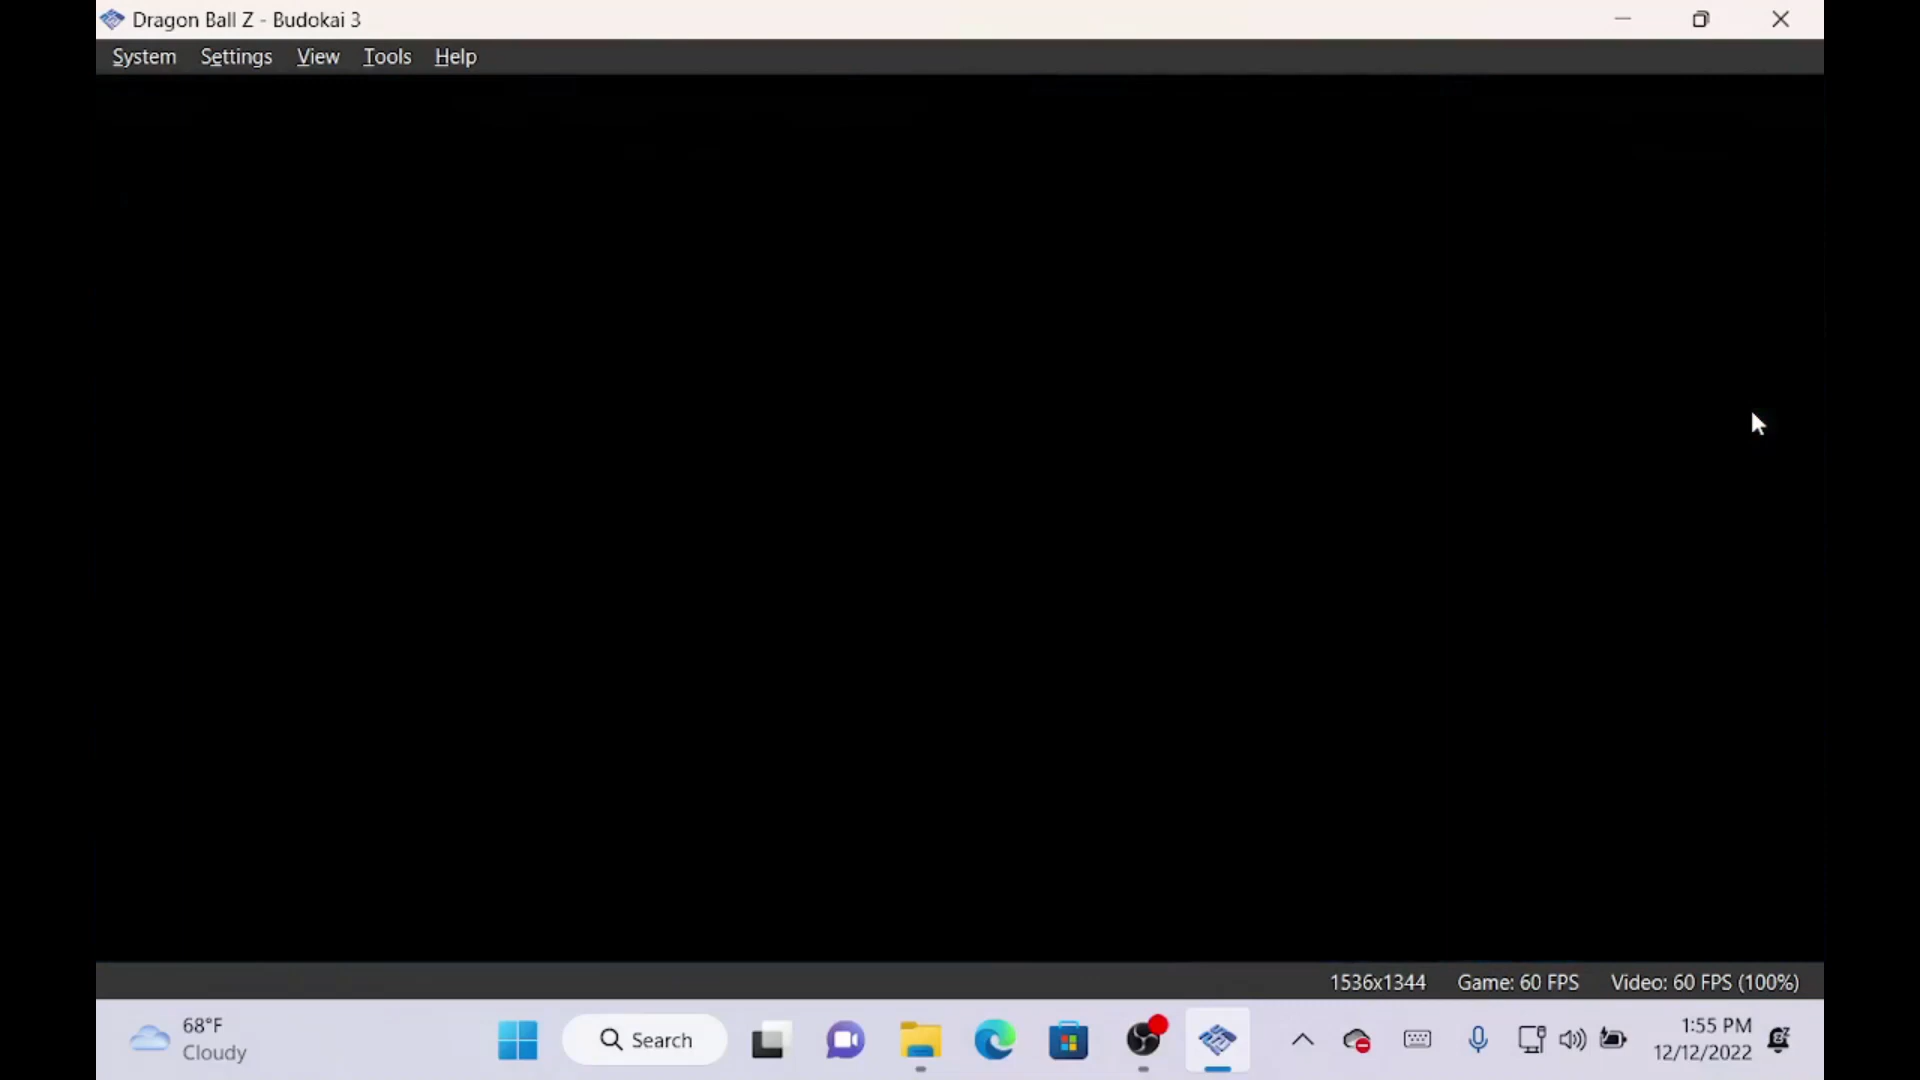 Dragon Ball Z - Budokai 3
System Settings View Tools Help
1536x1344 Game: 60 FPS Video: 60 FPS (100%)
68°F
Cloudy
Search
1:55 PM
12/12/2022